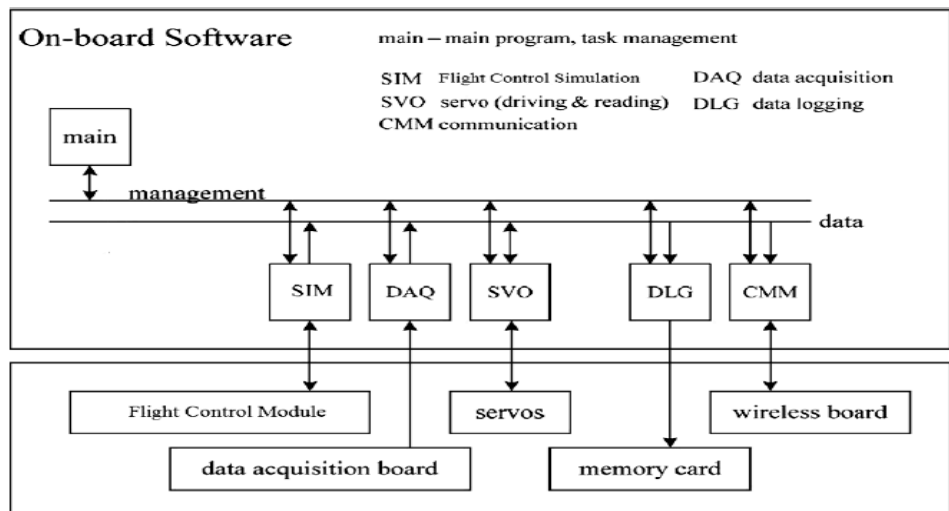 On-board Software
main – main program, task management
SIM Flight Control Simulation DAQ data acquisition
SVO servo (driving & reading) DLG data logging
CMM communication
main
management
data
SIM DAQ SVO DLG CMM
Flight Control Module servos wireless board
data acquisition board memory card